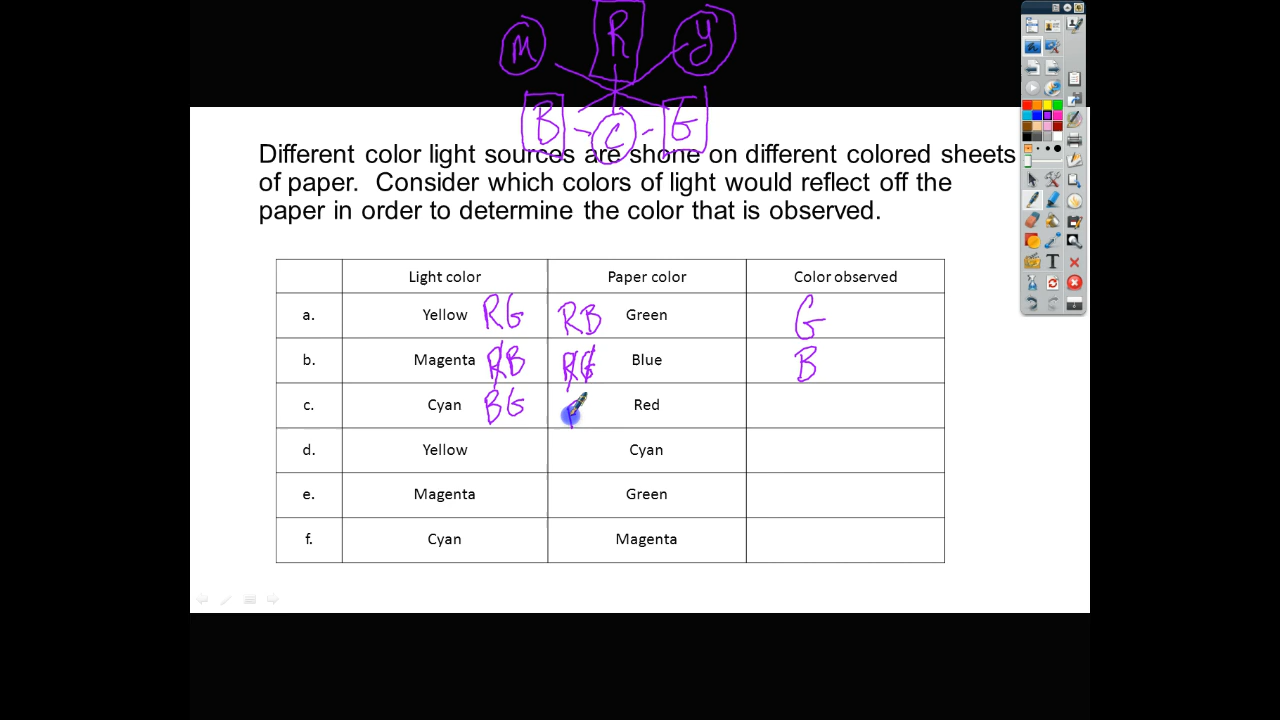 M R Y
B C G
Different color light sources are shone on different colored sheets
of paper. Consider which colors of light would reflect off the
paper in order to determine the color that is observed.
Light color Paper color Color observed
a. Yellow RG RB Green G
b. Magenta RB RG Blue B
c. Cyan BG Red
d. Yellow Cyan
e. Magenta Green
f. Cyan Magenta
T